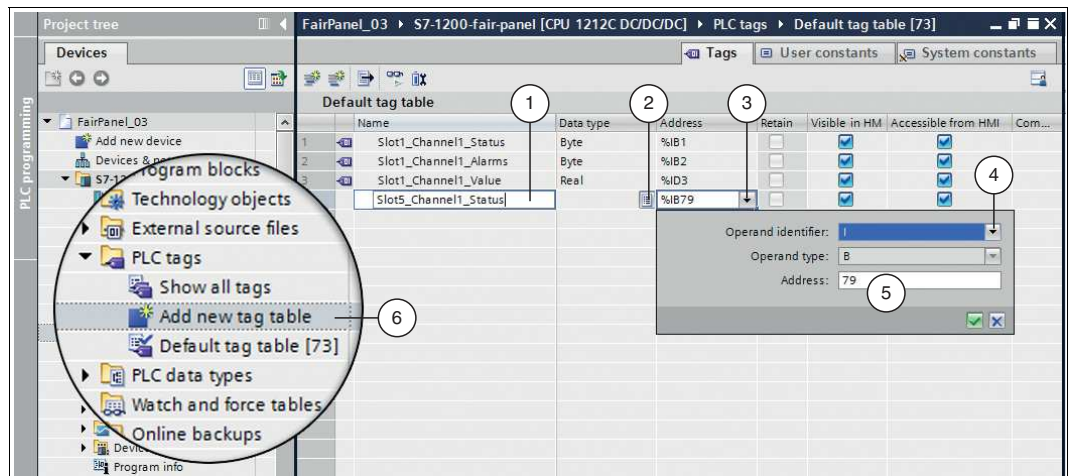 Project tree
FairPanel_03 ▸ S7-1200-fair-panel [CPU 1212C DC/DC/DC] ▸ PLC tags ▸ Default tag table [73]
Devices
Tags
User constants
System constants
PLC programming
Default tag table
1
2
3
Name Data type Address Retain Visible in HM Accessible from HMI Com...
1 Slot1_Channel1_Status Byte %IB1
2 Slot1_Channel1_Alarms Byte %IB2
3 Slot1_Channel1_Value Real %ID3
Slot5_Channel1_Status %IB79
4
Operand identifier: I
Operand type: B
Address: 79
5
FairPanel_03
Add new device
Devices &
S7-12
rogram blocks
Technology objects
External source files
PLC tags
Show all tags
Add new tag table
6
Default tag table [73]
PLC data types
Watch and force tables
Online backups
Devic
Program info